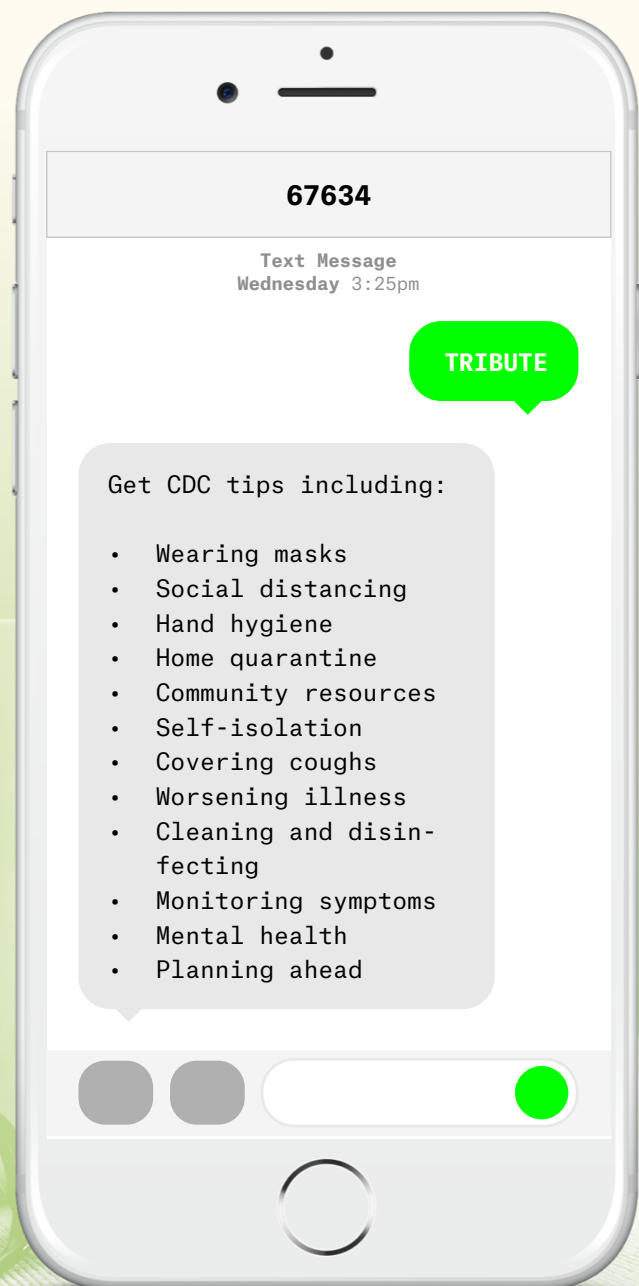 67634
Text Message
Wednesday 3:25pm
TRIBUTE
Get CDC tips including:
• Wearing masks
• Social distancing
• Hand hygiene
• Home quarantine
• Community resources
• Self-isolation
• Covering coughs
• Worsening illness
• Cleaning and disin-
fecting
• Monitoring symptoms
• Mental health
• Planning ahead